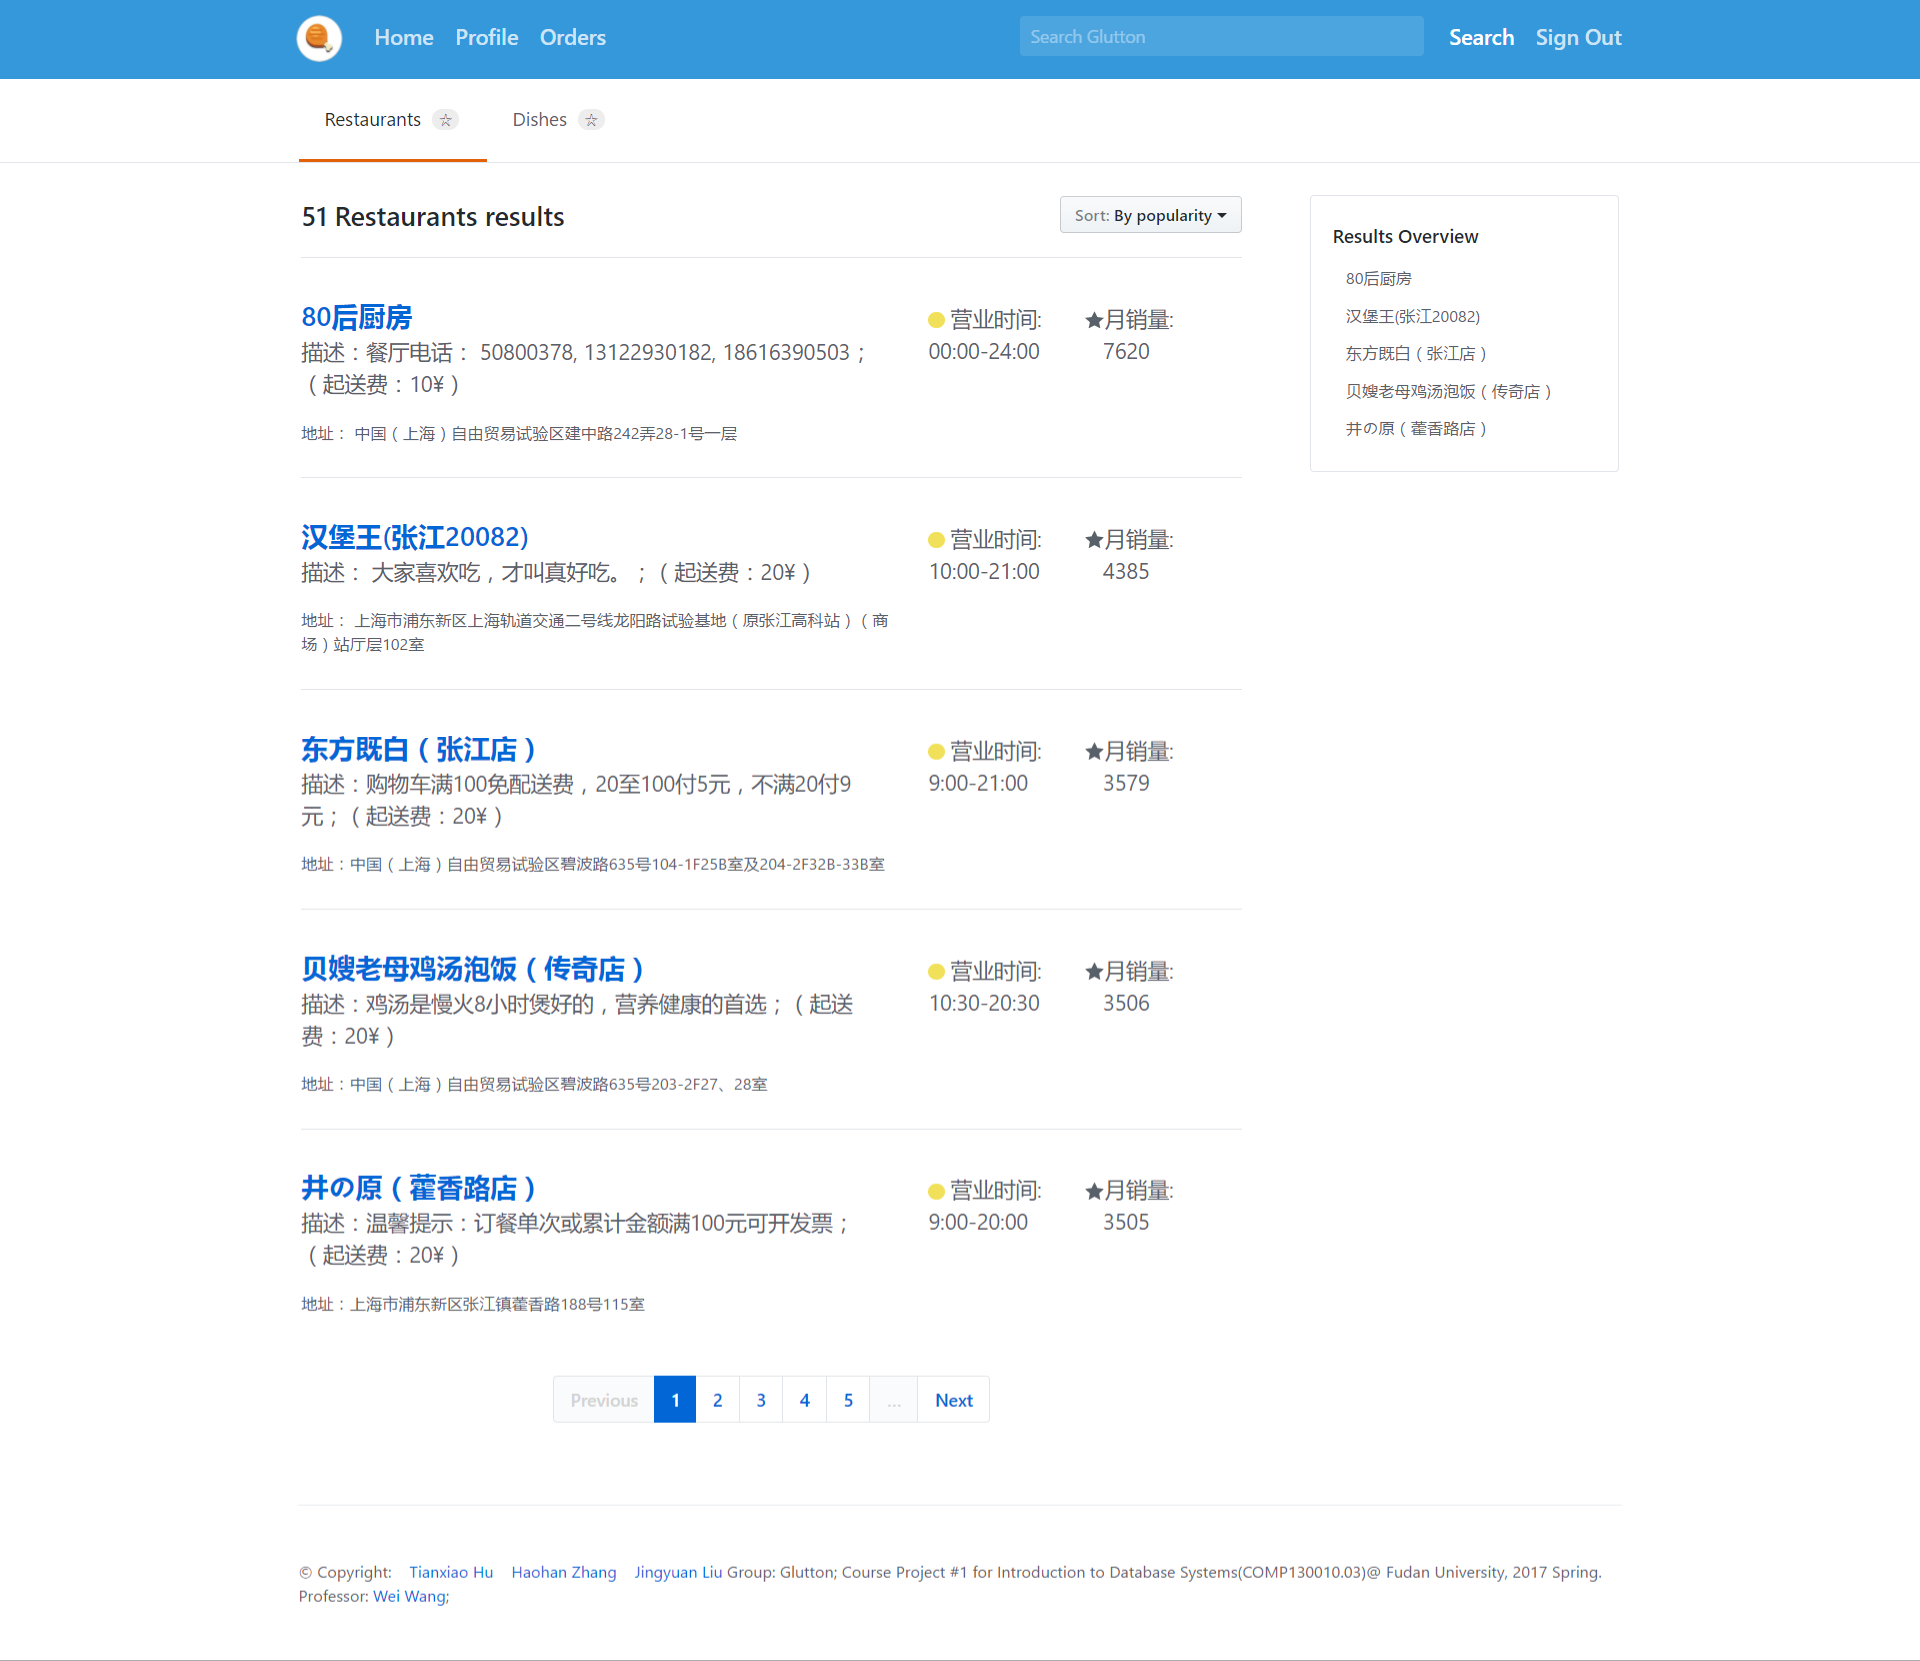 Home Profile Orders Search Glutton Search Sign Out
Restaurants ☆ Dishes ☆
51 Restaurants results
Sort: By popularity
80后厨房
描述：餐厅电话： 50800378, 13122930182, 18616390503；
（起送费：10¥）
地址： 中国（上海）自由贸易试验区建中路242弄28-1号一层
营业时间:
00:00-24:00
★月销量:
7620
汉堡王(张江20082)
描述： 大家喜欢吃，才叫真好吃。；（起送费：20¥）
地址： 上海市浦东新区上海轨道交通二号线龙阳路试验基地（原张江高科站）（商
场）站厅层102室
营业时间:
10:00-21:00
★月销量:
4385
东方既白（张江店）
描述：购物车满100免配送费，20至100付5元，不满20付9
元；（起送费：20¥）
地址：中国（上海）自由贸易试验区碧波路635号104-1F25B室及204-2F32B-33B室
营业时间:
9:00-21:00
★月销量:
3579
贝嫂老母鸡汤泡饭（传奇店）
描述：鸡汤是慢火8小时煲好的，营养健康的首选；（起送
费：20¥）
地址：中国（上海）自由贸易试验区碧波路635号203-2F27、28室
营业时间:
10:30-20:30
★月销量:
3506
井の原（藿香路店）
描述：温馨提示：订餐单次或累计金额满100元可开发票；
（起送费：20¥）
地址：上海市浦东新区张江镇藿香路188号115室
营业时间:
9:00-20:00
★月销量:
3505
Results Overview
80后厨房
汉堡王(张江20082)
东方既白（张江店）
贝嫂老母鸡汤泡饭（传奇店）
井の原（藿香路店）
Previous 1 2 3 4 5 ... Next
© Copyright: Tianxiao Hu Haohan Zhang Jingyuan Liu Group: Glutton; Course Project #1 for Introduction to Database Systems(COMP130010.03)@ Fudan University, 2017 Spring.
Professor: Wei Wang;